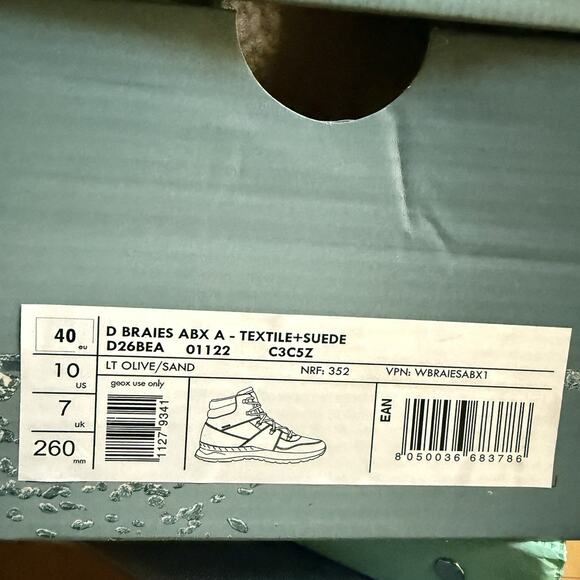 40 eu
D BRAIES ABX A - TEXTILE+SUEDE
D26BEA 01122 C3C5Z
10 us
LT OLIVE/SAND NRF: 352 VPN: WBRAIESABX1
geox use only
7 uk
260 mm
1127 9341
EAN
8 050036 683786